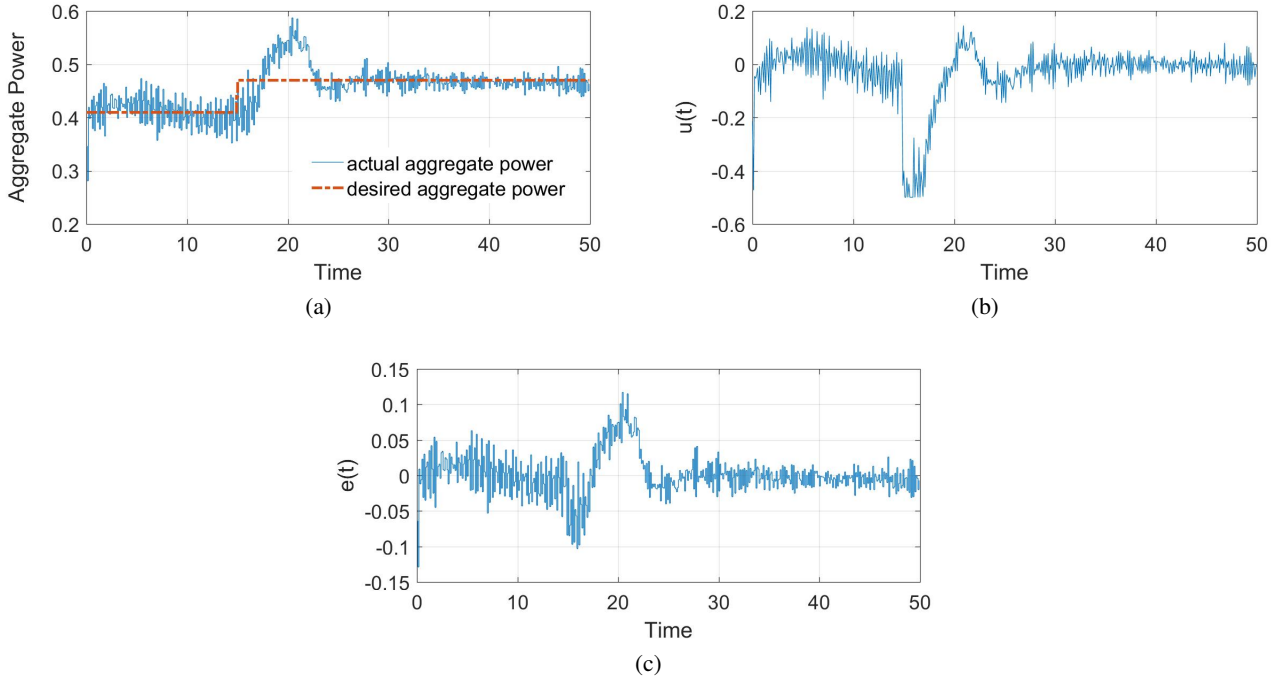 0.6
0.5
0.4
0.3
0.2
Aggregate Power
actual aggregate power
desired aggregate power
0 10 20 30 40 50
Time
(a)
0.2
0
-0.2
-0.4
-0.6
u(t)
0 10 20 30 40 50
Time
(b)
0.15
0.1
0.05
0
-0.05
-0.1
-0.15
e(t)
0 10 20 30 40 50
Time
(c)